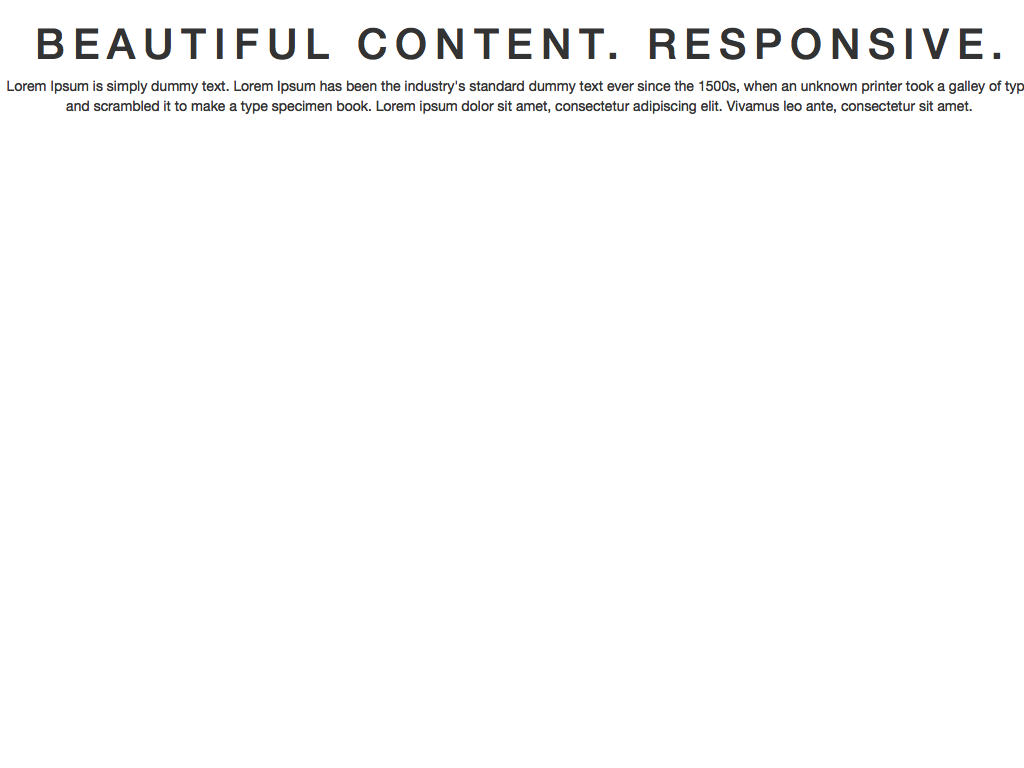 BEAUTIFUL CONTENT. RESPONSIVE.
Lorem Ipsum is simply dummy text. Lorem Ipsum has been the industry's standard dummy text ever since the 1500s, when an unknown printer took a galley of typ
and scrambled it to make a type specimen book. Lorem ipsum dolor sit amet, consectetur adipiscing elit. Vivamus leo ante, consectetur sit amet.